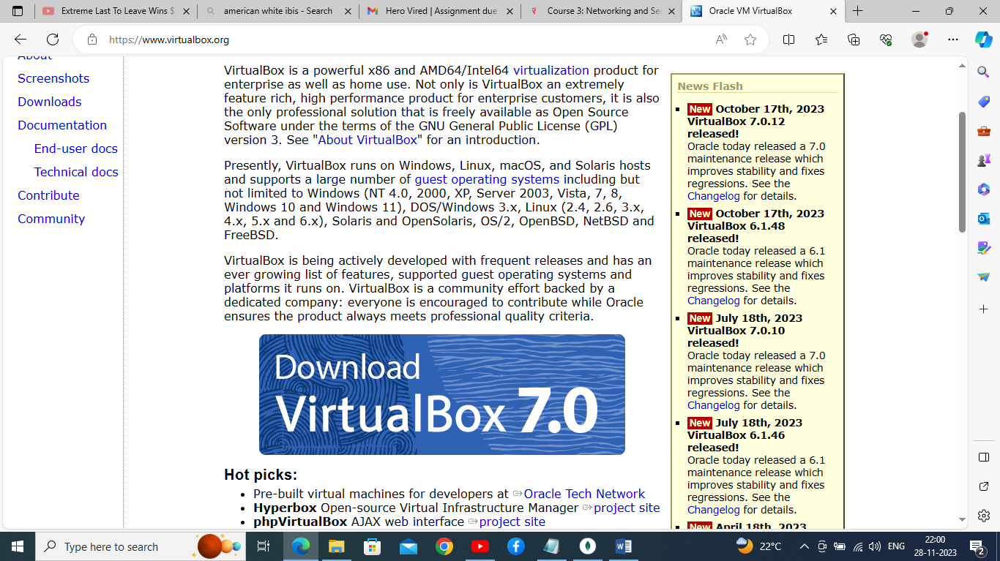 Extreme Last To Leave Wins $
american white ibis - Search
Hero Vired | Assignment due
Course 3: Networking and Se
Oracle VM VirtualBox
https://www.virtualbox.org
About
Screenshots
Downloads
Documentation
End-user docs
Technical docs
Contribute
Community
VirtualBox is a powerful x86 and AMD64/Intel64 virtualization product for
enterprise as well as home use. Not only is VirtualBox an extremely
feature rich, high performance product for enterprise customers, it is also
the only professional solution that is freely available as Open Source
Software under the terms of the GNU General Public License (GPL)
version 3. See "About VirtualBox" for an introduction.
Presently, VirtualBox runs on Windows, Linux, macOS, and Solaris hosts
and supports a large number of guest operating systems including but
not limited to Windows (NT 4.0, 2000, XP, Server 2003, Vista, 7, 8,
Windows 10 and Windows 11), DOS/Windows 3.x, Linux (2.4, 2.6, 3.x,
4.x, 5.x and 6.x), Solaris and OpenSolaris, OS/2, OpenBSD, NetBSD and
FreeBSD.
VirtualBox is being actively developed with frequent releases and has an
ever growing list of features, supported guest operating systems and
platforms it runs on. VirtualBox is a community effort backed by a
dedicated company: everyone is encouraged to contribute while Oracle
ensures the product always meets professional quality criteria.
Download
VirtualBox 7.0
Hot picks:
• Pre-built virtual machines for developers at Oracle Tech Network
• Hyperbox Open-source Virtual Infrastructure Manager project site
• phpVirtualBox AJAX web interface project site
News Flash
New October 17th, 2023
VirtualBox 7.0.12
released!
Oracle today released a 7.0
maintenance release which
improves stability and fixes
regressions. See the
Changelog for details.
New October 17th, 2023
VirtualBox 6.1.48
released!
Oracle today released a 6.1
maintenance release which
improves stability and fixes
regressions. See the
Changelog for details.
New July 18th, 2023
VirtualBox 7.0.10
released!
Oracle today released a 7.0
maintenance release which
improves stability and fixes
regressions. See the
Changelog for details.
New July 18th, 2023
VirtualBox 6.1.46
released!
Oracle today released a 6.1
maintenance release which
improves stability and fixes
regressions. See the
Changelog for details.
New April 18th, 2023
Type here to search
22°C
ENG
22:00
28-11-2023
2